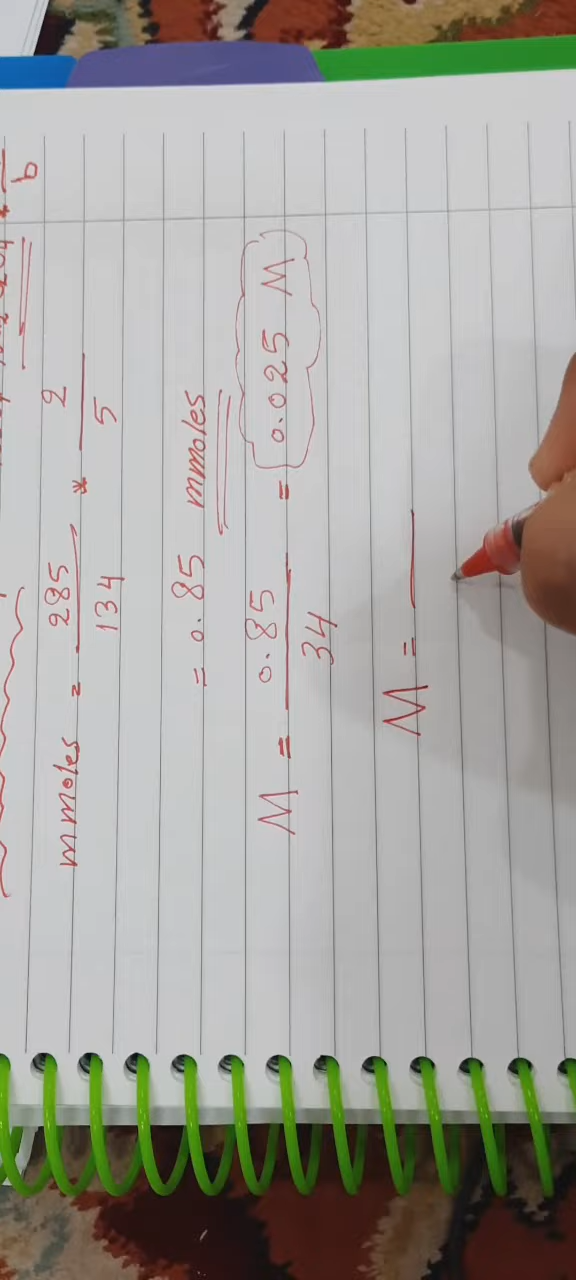 b
mmoles = 285/134 * 2/5
= 0.85 mmoles
M = 0.85/34 = 0.025 M
M =